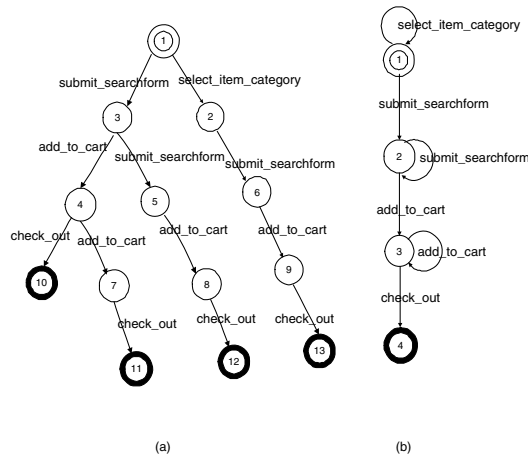 select_item_category
1
1
submit_searchform
select_item_category
submit_searchform
3
2
add_to_cart
submit_searchform
2
submit_searchform
submit_searchform
4
5
6
add_to_cart
check_out
add_to_cart
add_to_cart
add_to_cart
3
add_to_cart
10
7
8
9
check_out
check_out
check_out
check_out
11
12
13
4
(a)
(b)